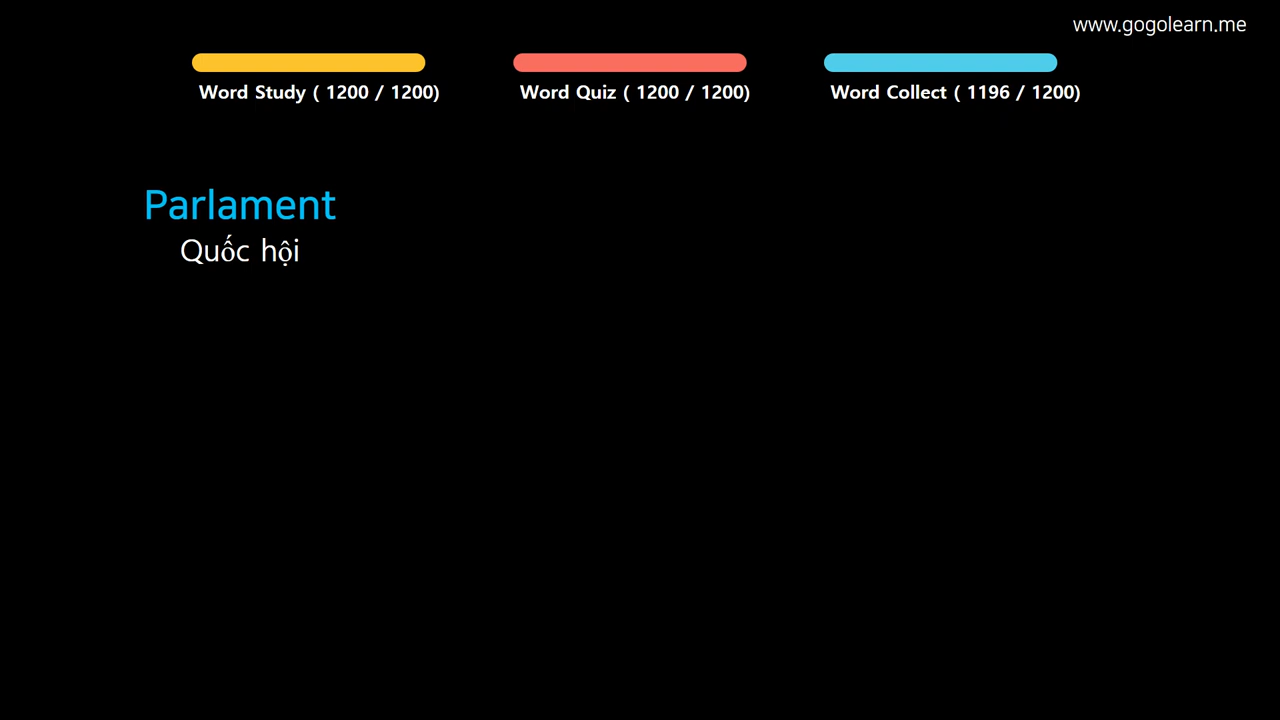 www.gogolearn.me
Word Study ( 1200 / 1200)
Word Quiz ( 1200 / 1200)
Word Collect ( 1196 / 1200)
Parlament
Quốc hội